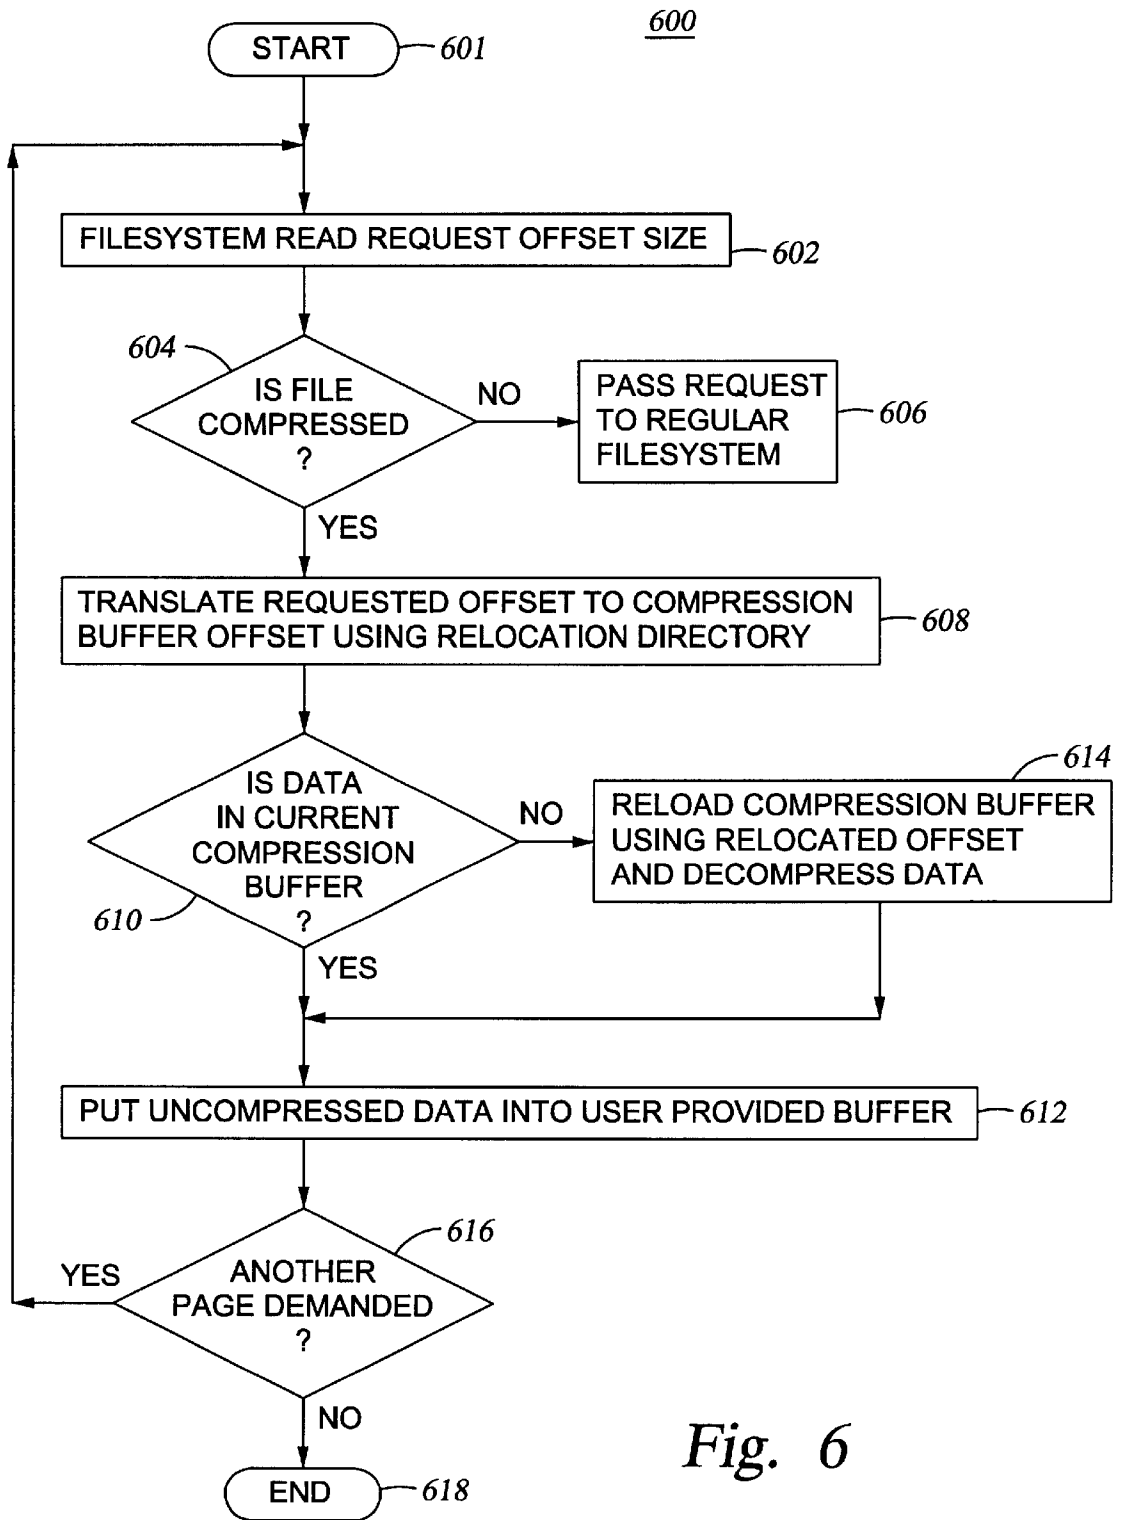 600
START
601
FILESYSTEM READ REQUEST OFFSET SIZE
602
604
IS FILE
COMPRESSED
?
NO
PASS REQUEST
TO REGULAR
FILESYSTEM
606
YES
TRANSLATE REQUESTED OFFSET TO COMPRESSION
BUFFER OFFSET USING RELOCATION DIRECTORY
608
IS DATA
IN CURRENT
COMPRESSION
BUFFER
?
610
NO
614
RELOAD COMPRESSION BUFFER
USING RELOCATED OFFSET
AND DECOMPRESS DATA
YES
PUT UNCOMPRESSED DATA INTO USER PROVIDED BUFFER
612
616
YES
ANOTHER
PAGE DEMANDED
?
NO
END
618
Fig. 6